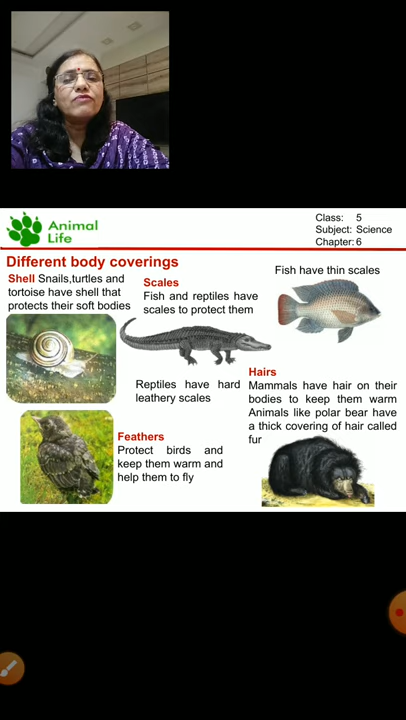 Animal
Life
Class: 5
Subject: Science
Chapter: 6
Different body coverings
Shell Snails,turtles and
tortoise have shell that
protects their soft bodies
Scales
Fish and reptiles have
scales to protect them
Fish have thin scales
Reptiles have hard
leathery scales
Hairs
Mammals have hair on their
bodies to keep them warm
Animals like polar bear have
a thick covering of hair called
fur
Feathers
Protect birds and
keep them warm and
help them to fly